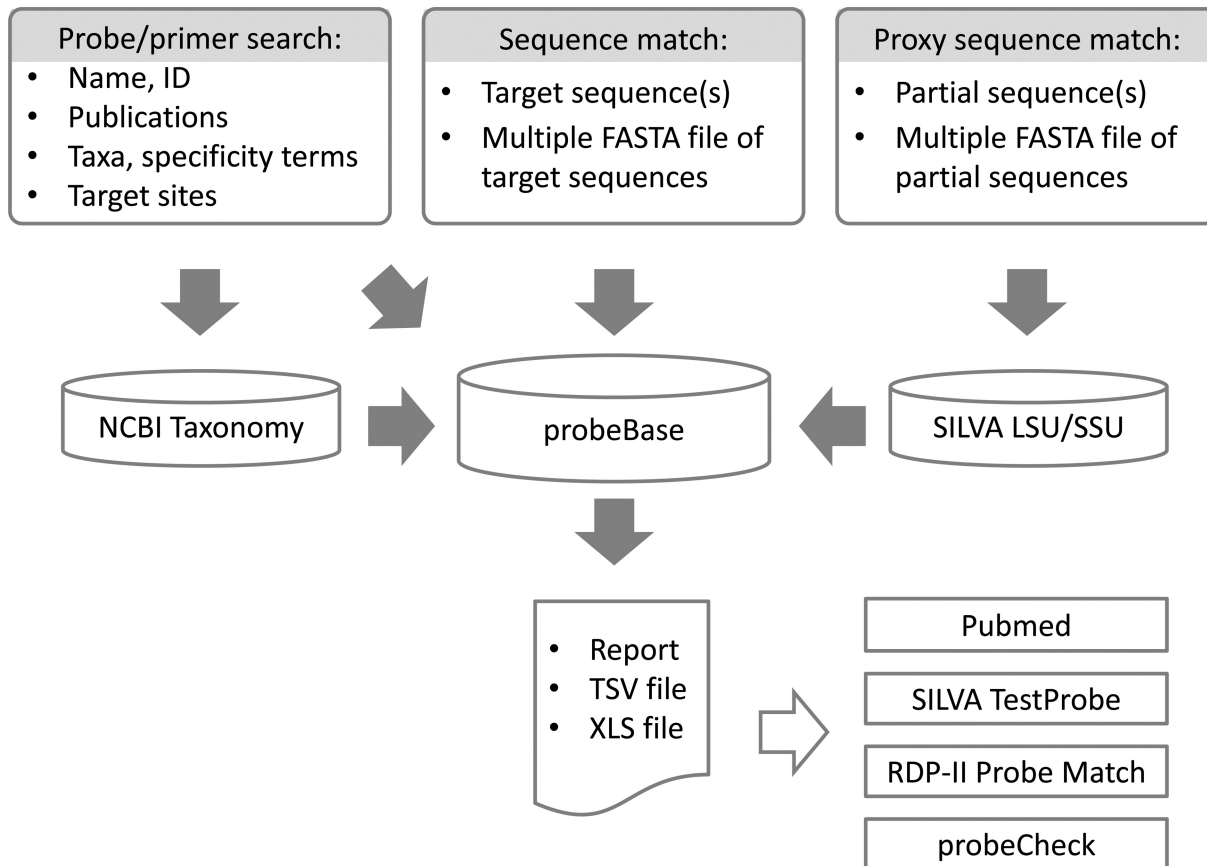 Probe/primer search:
• Name, ID
• Publications
• Taxa, specificity terms
• Target sites
Sequence match:
• Target sequence(s)
• Multiple FASTA file of
target sequences
Proxy sequence match:
• Partial sequence(s)
• Multiple FASTA file of
partial sequences
NCBI Taxonomy
probeBase
SILVA LSU/SSU
• Report
• TSV file
• XLS file
Pubmed
SILVA TestProbe
RDP-II Probe Match
probeCheck